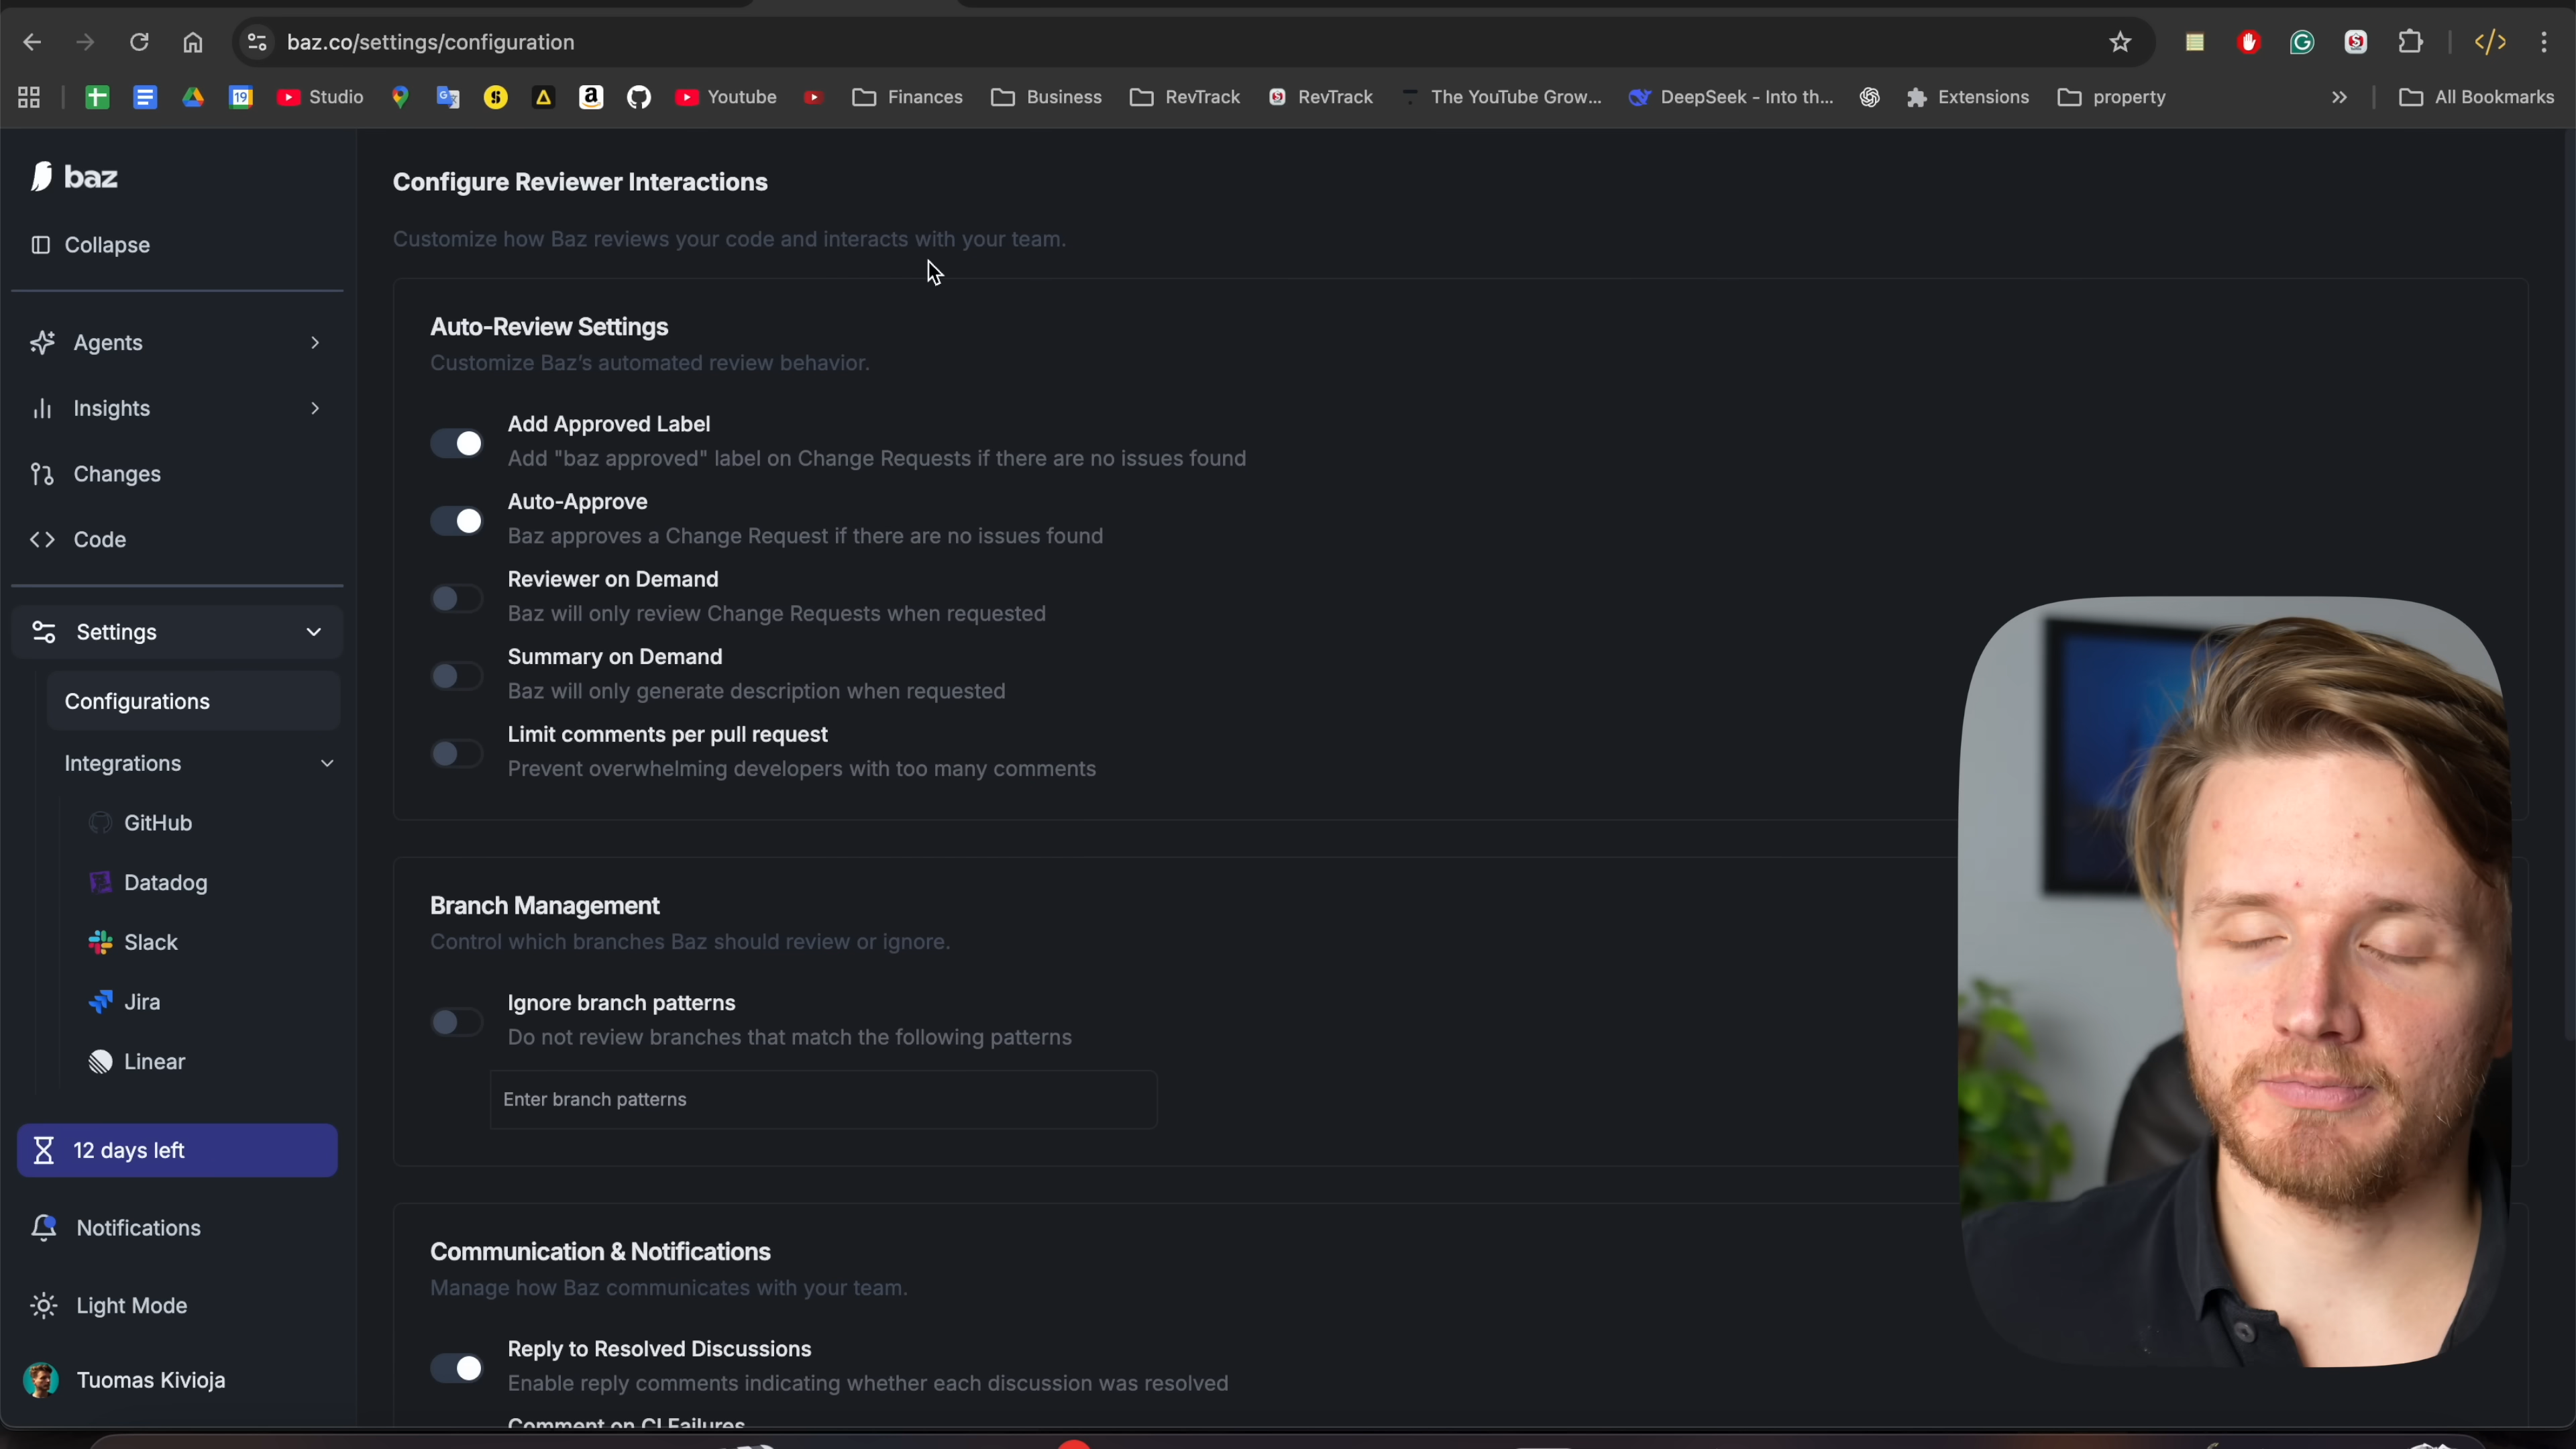 baz.co/settings/configuration
19
Studio
Youtube
Finances
Business
RevTrack
RevTrack
The YouTube Grow...
DeepSeek - Into th...
Extensions
property
All Bookmarks
baz
Collapse
Agents
Insights
Changes
Code
Settings
Configurations
Integrations
GitHub
Datadog
Slack
Jira
Linear
12 days left
Notifications
Light Mode
Tuomas Kivioja
Configure Reviewer Interactions
Customize how Baz reviews your code and interacts with your team.
Auto-Review Settings
Customize Baz's automated review behavior.
Add Approved Label
Add "baz approved" label on Change Requests if there are no issues found
Auto-Approve
Baz approves a Change Request if there are no issues found
Reviewer on Demand
Baz will only review Change Requests when requested
Summary on Demand
Baz will only generate description when requested
Limit comments per pull request
Prevent overwhelming developers with too many comments
Branch Management
Control which branches Baz should review or ignore.
Ignore branch patterns
Do not review branches that match the following patterns
Enter branch patterns
Communication & Notifications
Manage how Baz communicates with your team.
Reply to Resolved Discussions
Enable reply comments indicating whether each discussion was resolved
Comment on CI Failures